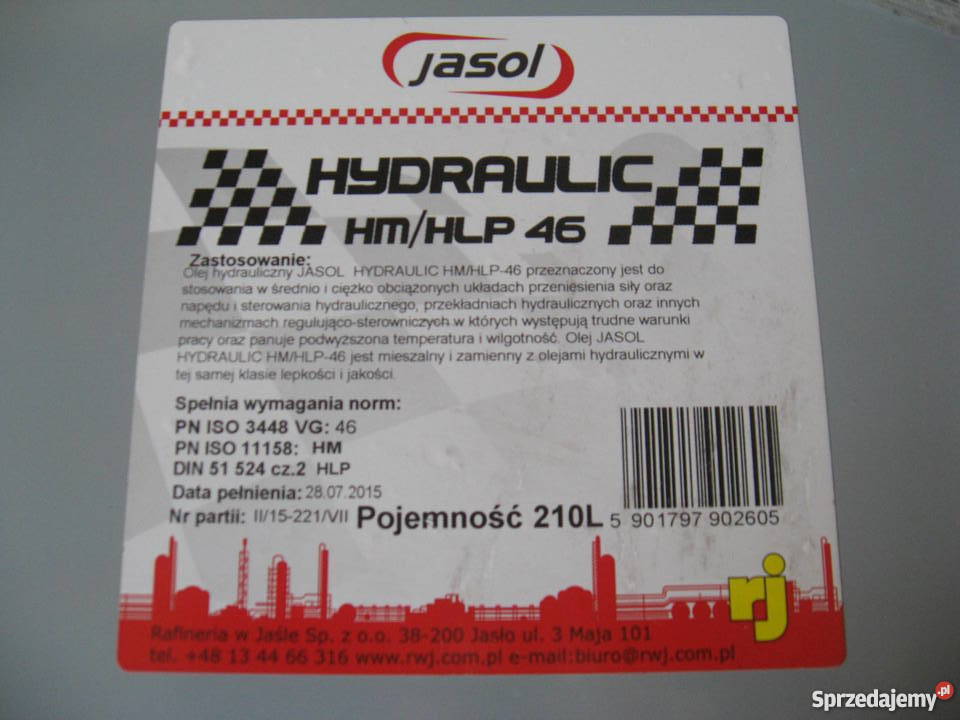 jasol
HYDRAULIC
HM/HLP 46
Zastosowanie:
Olej hydrauliczny JASOL HYDRAULIC HM/HLP-46 przeznaczony jest do
stosowania w średnio i ciężko obciążonych układach przeniesienia siły oraz
napędu i sterowania hydraulicznego, przekładniach hydraulicznych oraz innych
mechanizmach regulująco-sterowniczych w których występują trudne warunki
pracy oraz panuje podwyższona temperatura i wilgotność. Olej JASOL
HYDRAULIC HM/HLP-46 jest mieszalny i zamienny z olejami hydraulicznymi w
tej samej klasie lepkości i jakości.
Spełnia wymagania norm:
PN ISO 3448 VG: 46
PN ISO 11158: HM
DIN 51 524 cz.2 HLP
Data pełnienia: 28.07.2015
Nr partii: II/15-221/VII Pojemność 210L
5 901797 902605
rj
Rafineria w Jaśle Sp. z o.o. 38-200 Jasło ul. 3 Maja 101
tel. +48 13 44 66 316 www.rwj.com.pl e-mail:biuro@rwj.com.pl
Sprzedajemy.pl